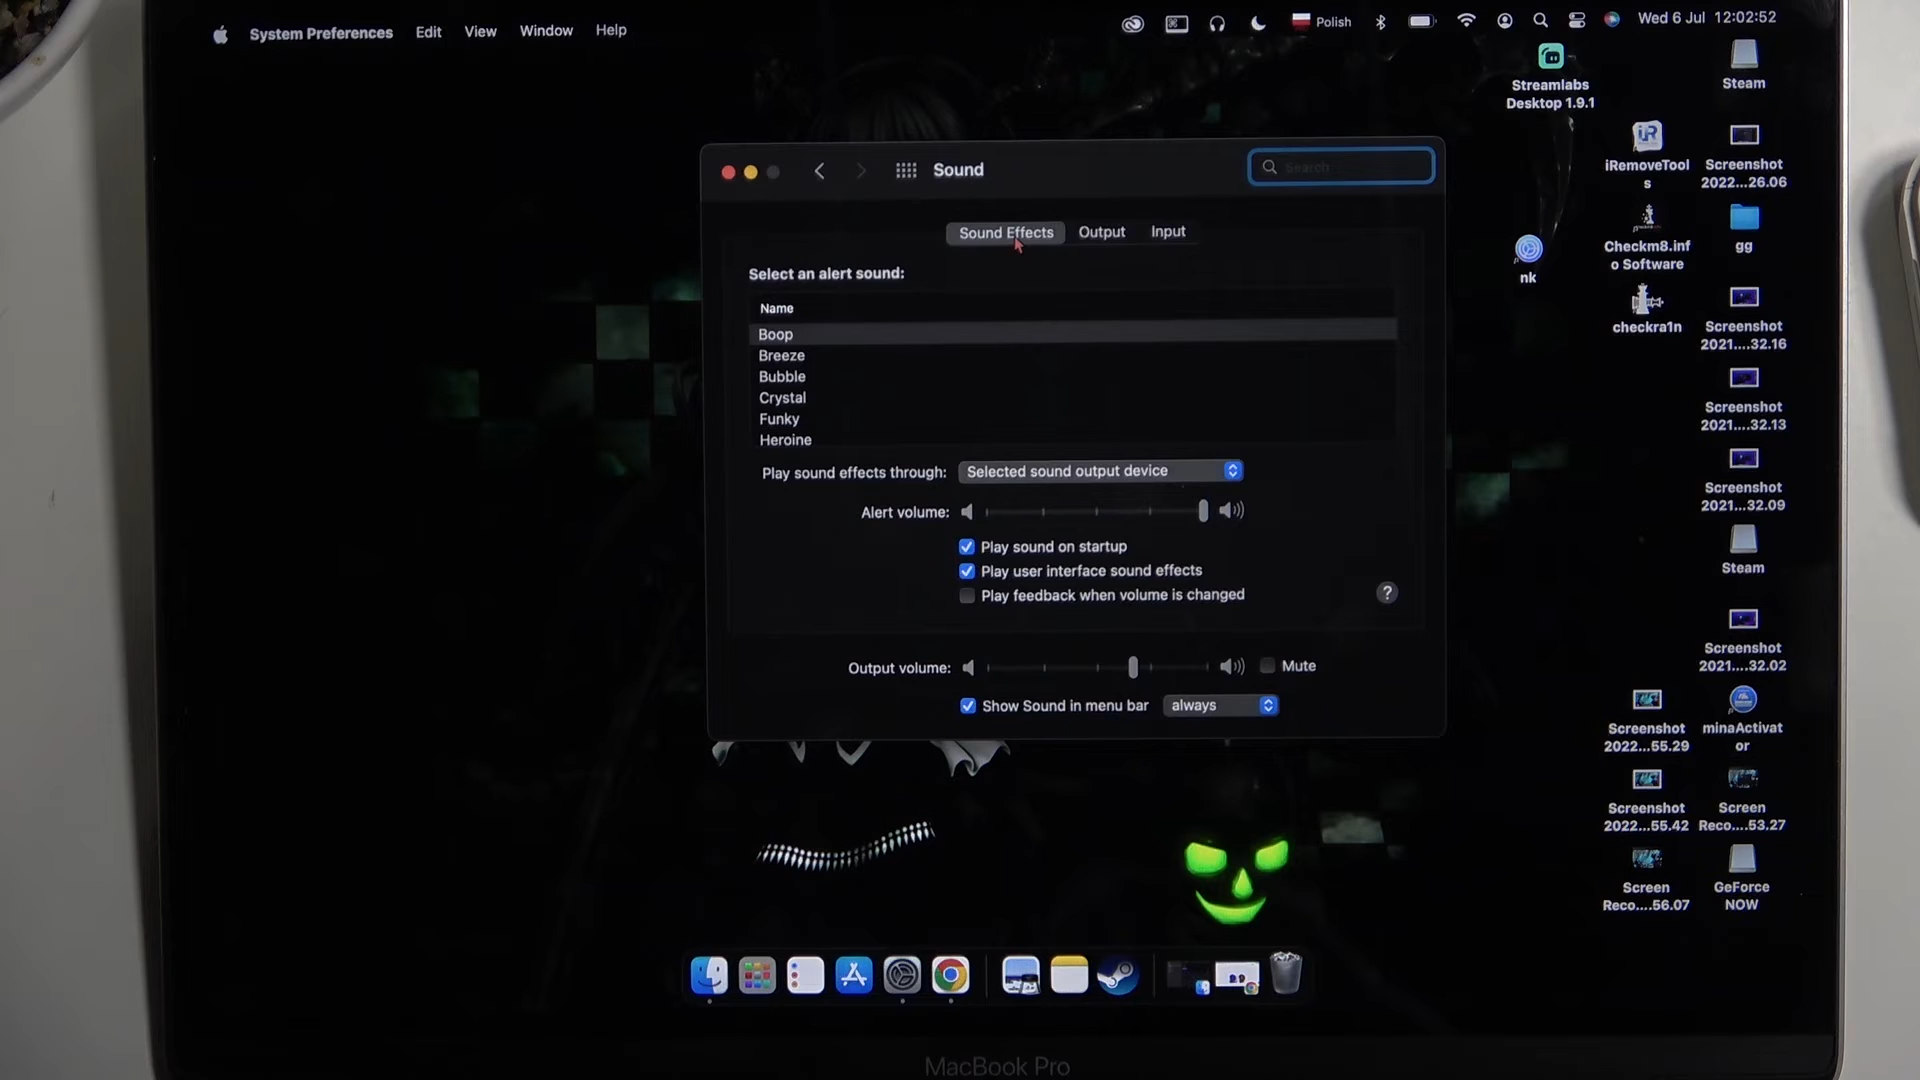 System Preferences Edit View Window Help
Polish Wed 6 Jul 12:02:52
Streamlabs
Desktop 1.9.1
Steam
iRemoveTool
s
Screenshot
2022...26.06
Checkm8.inf
o Software
gg
nk
checkra1n
Screenshot
2021....32.16
Screenshot
2021....32.13
Screenshot
2021....32.09
Steam
Screenshot
2021....32.02
Screenshot
2022...55.29
minaActivat
or
Screenshot
2022...55.42
Screen
Reco....53.27
Screen
Reco....56.07
GeForce
NOW
Sound
Search
Sound Effects Output Input
Select an alert sound:
Name
Boop
Breeze
Bubble
Crystal
Funky
Heroine
Play sound effects through: Selected sound output device
Alert volume:
Play sound on startup
Play user interface sound effects
Play feedback when volume is changed
?
Output volume: Mute
Show Sound in menu bar always
MacBook Pro